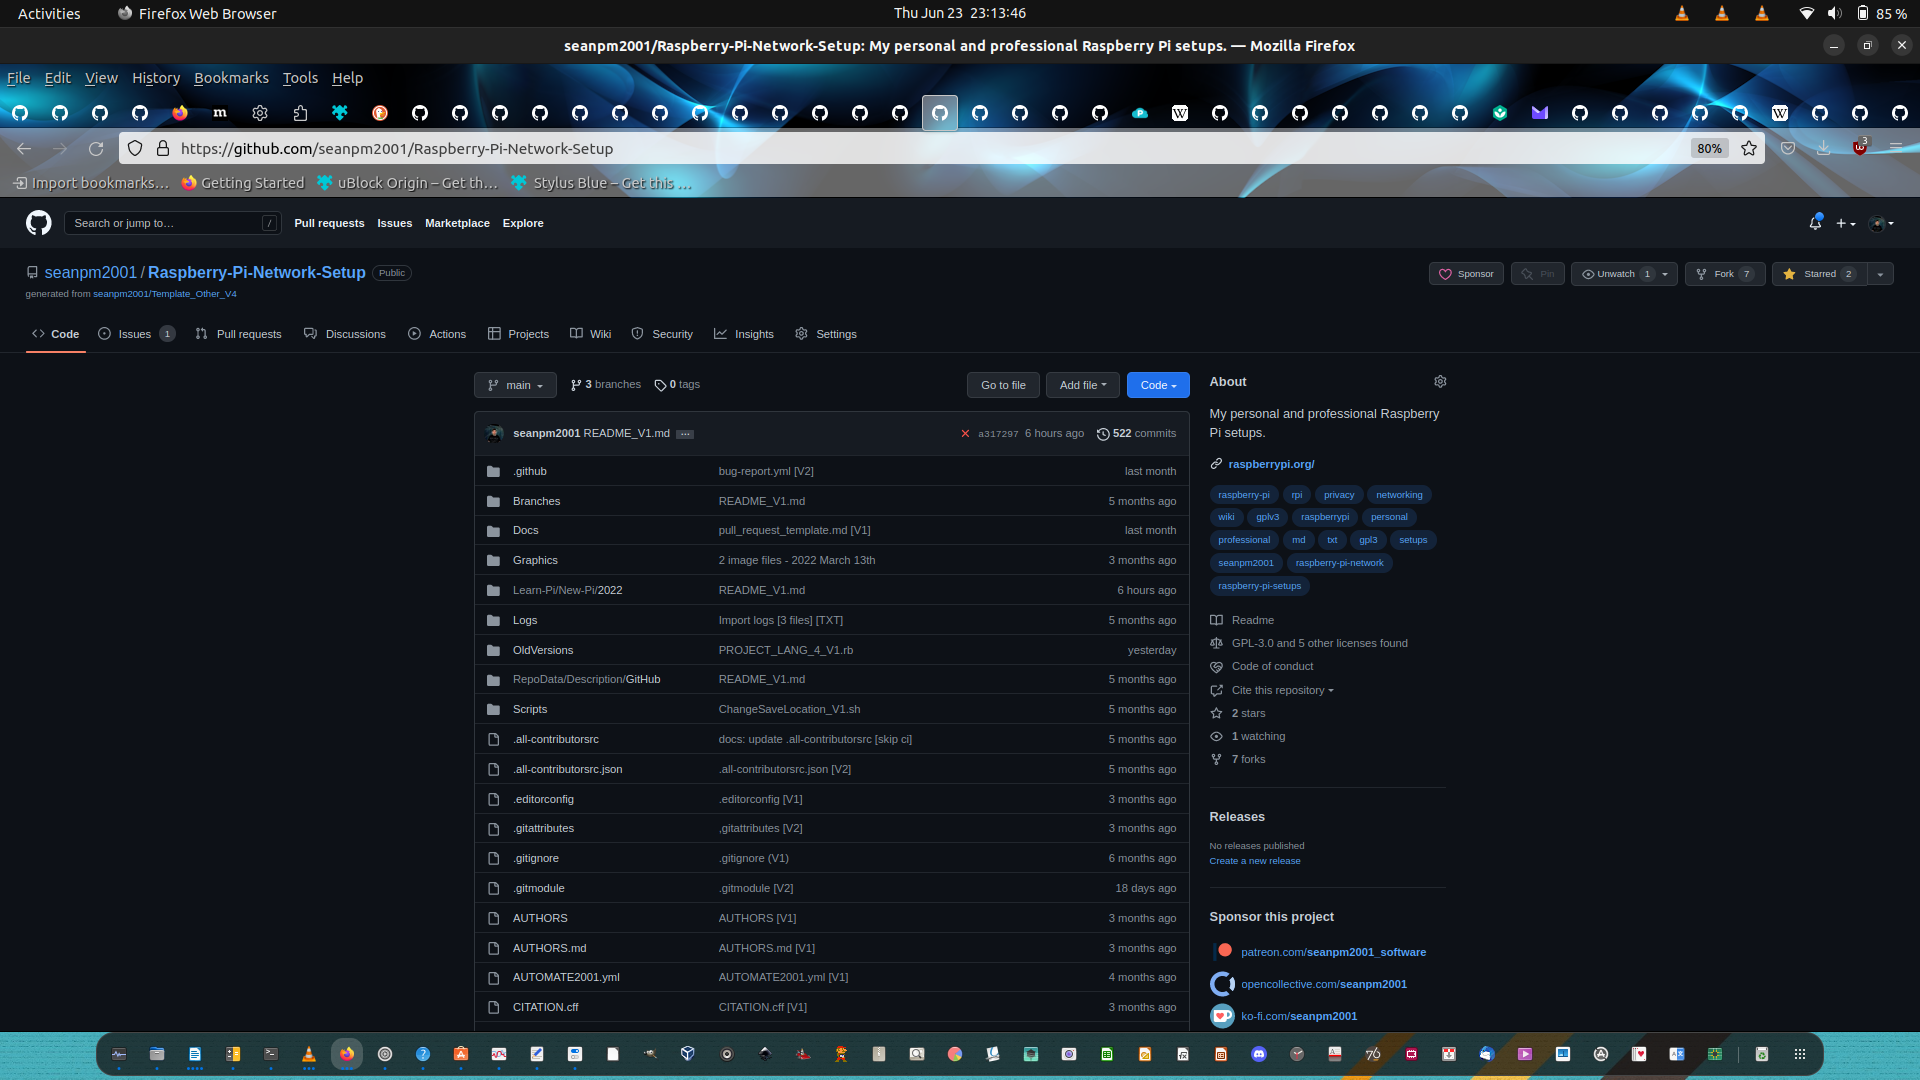 Activities Firefox Web Browser Thu Jun 23 23:13:46 85 %
seanpm2001/Raspberry-Pi-Network-Setup: My personal and professional Raspberry Pi setups. — Mozilla Firefox
File Edit View History Bookmarks Tools Help
https://github.com/seanpm2001/Raspberry-Pi-Network-Setup 80% 3
Import bookmarks… Getting Started uBlock Origin – Get th… Stylus Blue – Get this …
Search or jump to… / Pull requests Issues Marketplace Explore
seanpm2001 / Raspberry-Pi-Network-Setup Public Sponsor Pin Unwatch 1 Fork 7 Starred 2
generated from seanpm2001/Template_Other_V4
Code Issues 1 Pull requests Discussions Actions Projects Wiki Security Insights Settings
main 3 branches 0 tags Go to file Add file Code
seanpm2001 README_V1.md ... a317297 6 hours ago 522 commits
.github bug-report.yml [V2] last month
Branches README_V1.md 5 months ago
Docs pull_request_template.md [V1] last month
Graphics 2 image files - 2022 March 13th 3 months ago
Learn-Pi/New-Pi/2022 README_V1.md 6 hours ago
Logs Import logs [3 files] [TXT] 5 months ago
OldVersions PROJECT_LANG_4_V1.rb yesterday
RepoData/Description/GitHub README_V1.md 5 months ago
Scripts ChangeSaveLocation_V1.sh 5 months ago
.all-contributorsrc docs: update .all-contributorsrc [skip ci] 5 months ago
.all-contributorsrc.json .all-contributorsrc.json [V2] 5 months ago
.editorconfig .editorconfig [V1] 3 months ago
.gitattributes .gitattributes [V2] 3 months ago
.gitignore .gitignore (V1) 6 months ago
.gitmodule .gitmodule [V2] 18 days ago
AUTHORS AUTHORS [V1] 3 months ago
AUTHORS.md AUTHORS.md [V1] 3 months ago
AUTOMATE2001.yml AUTOMATE2001.yml [V1] 4 months ago
CITATION.cff CITATION.cff [V1] 3 months ago
About
My personal and professional Raspberry
Pi setups.
raspberrypi.org/
raspberry-pi rpi privacy networking
wiki gplv3 raspberrypi personal
professional md txt gpl3 setups
seanpm2001 raspberry-pi-network
raspberry-pi-setups
Readme
GPL-3.0 and 5 other licenses found
Code of conduct
Cite this repository
2 stars
1 watching
7 forks
Releases
No releases published
Create a new release
Sponsor this project
patreon.com/seanpm2001_software
opencollective.com/seanpm2001
ko-fi.com/seanpm2001